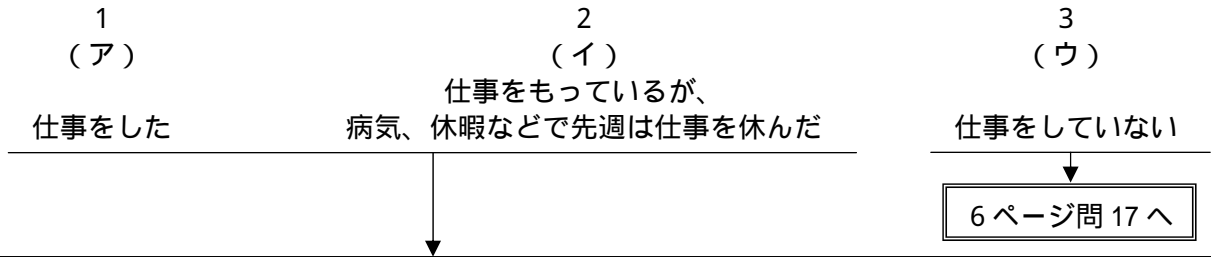 1 2 3
(ア) (イ) (ウ)
仕事をもっているが、
仕事をした 病気、休暇などで先週は仕事を休んだ 仕事をしていない
6ページ問17へ